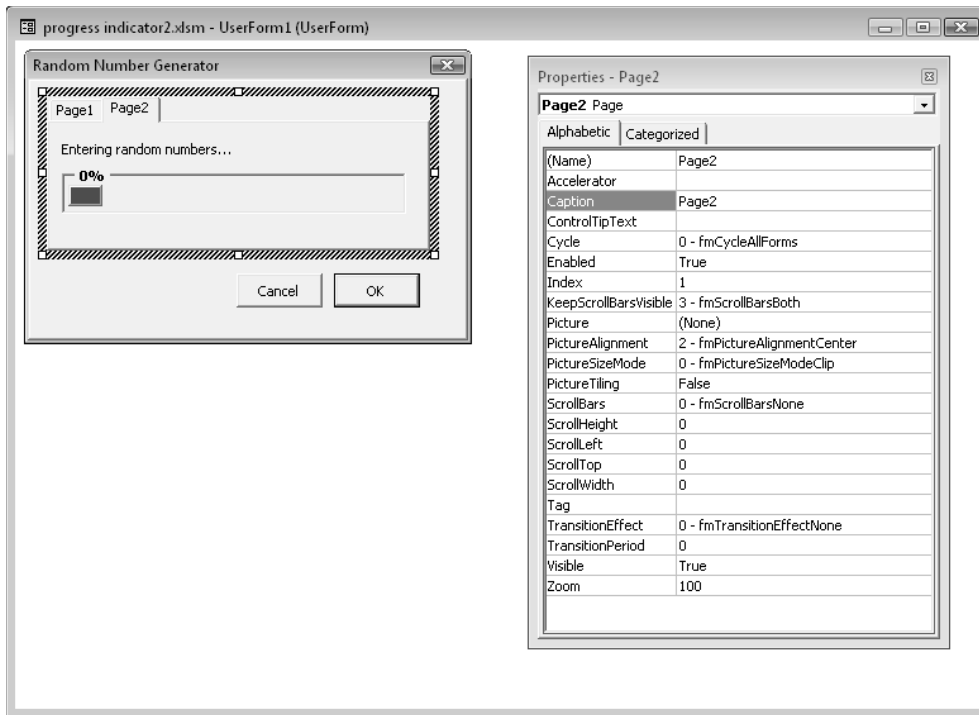 progress indicator2.xlsm - UserForm1 (UserForm)
Random Number Generator
Page1 Page2
Entering random numbers...
0%
Cancel OK
Properties - Page2
Page2 Page
Alphabetic Categorized
(Name) Page2
Accelerator
Caption Page2
ControlTipText
Cycle 0 - fmCycleAllForms
Enabled True
Index 1
KeepScrollBarsVisible 3 - fmScrollBarsBoth
Picture (None)
PictureAlignment 2 - fmPictureAlignmentCenter
PictureSizeMode 0 - fmPictureSizeModeClip
PictureTiling False
ScrollBars 0 - fmScrollBarsNone
ScrollHeight 0
ScrollLeft 0
ScrollTop 0
ScrollWidth 0
Tag
TransitionEffect 0 - fmTransitionEffectNone
TransitionPeriod 0
Visible True
Zoom 100